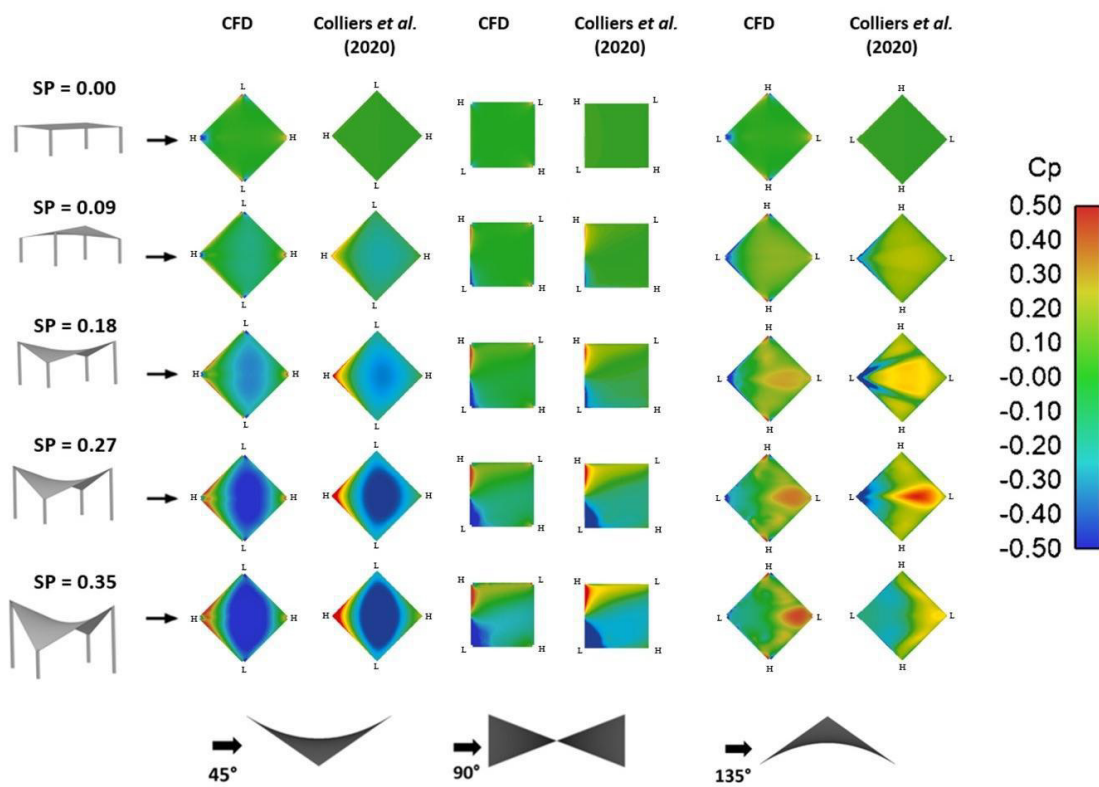 CFD Colliers et al. (2020) CFD Colliers et al. (2020) CFD Colliers et al. (2020)
SP = 0.00
L L H L H L H H
H H H H L L L L
L L L H L H H H
SP = 0.09
L L H L H L H H
H H H H L L L L
L L L H L H H H
SP = 0.18
L L H L H L H H
H H H H L L L L
L L L H L H H H
SP = 0.27
L L H L H L H H
H H H H L L L L
L L L H L H H H
SP = 0.35
L L H L H L H H
H H H H L L L L
L L L H L H H H
45° 90° 135°
Cp
0.50
0.40
0.30
0.20
0.10
-0.00
-0.10
-0.20
-0.30
-0.40
-0.50